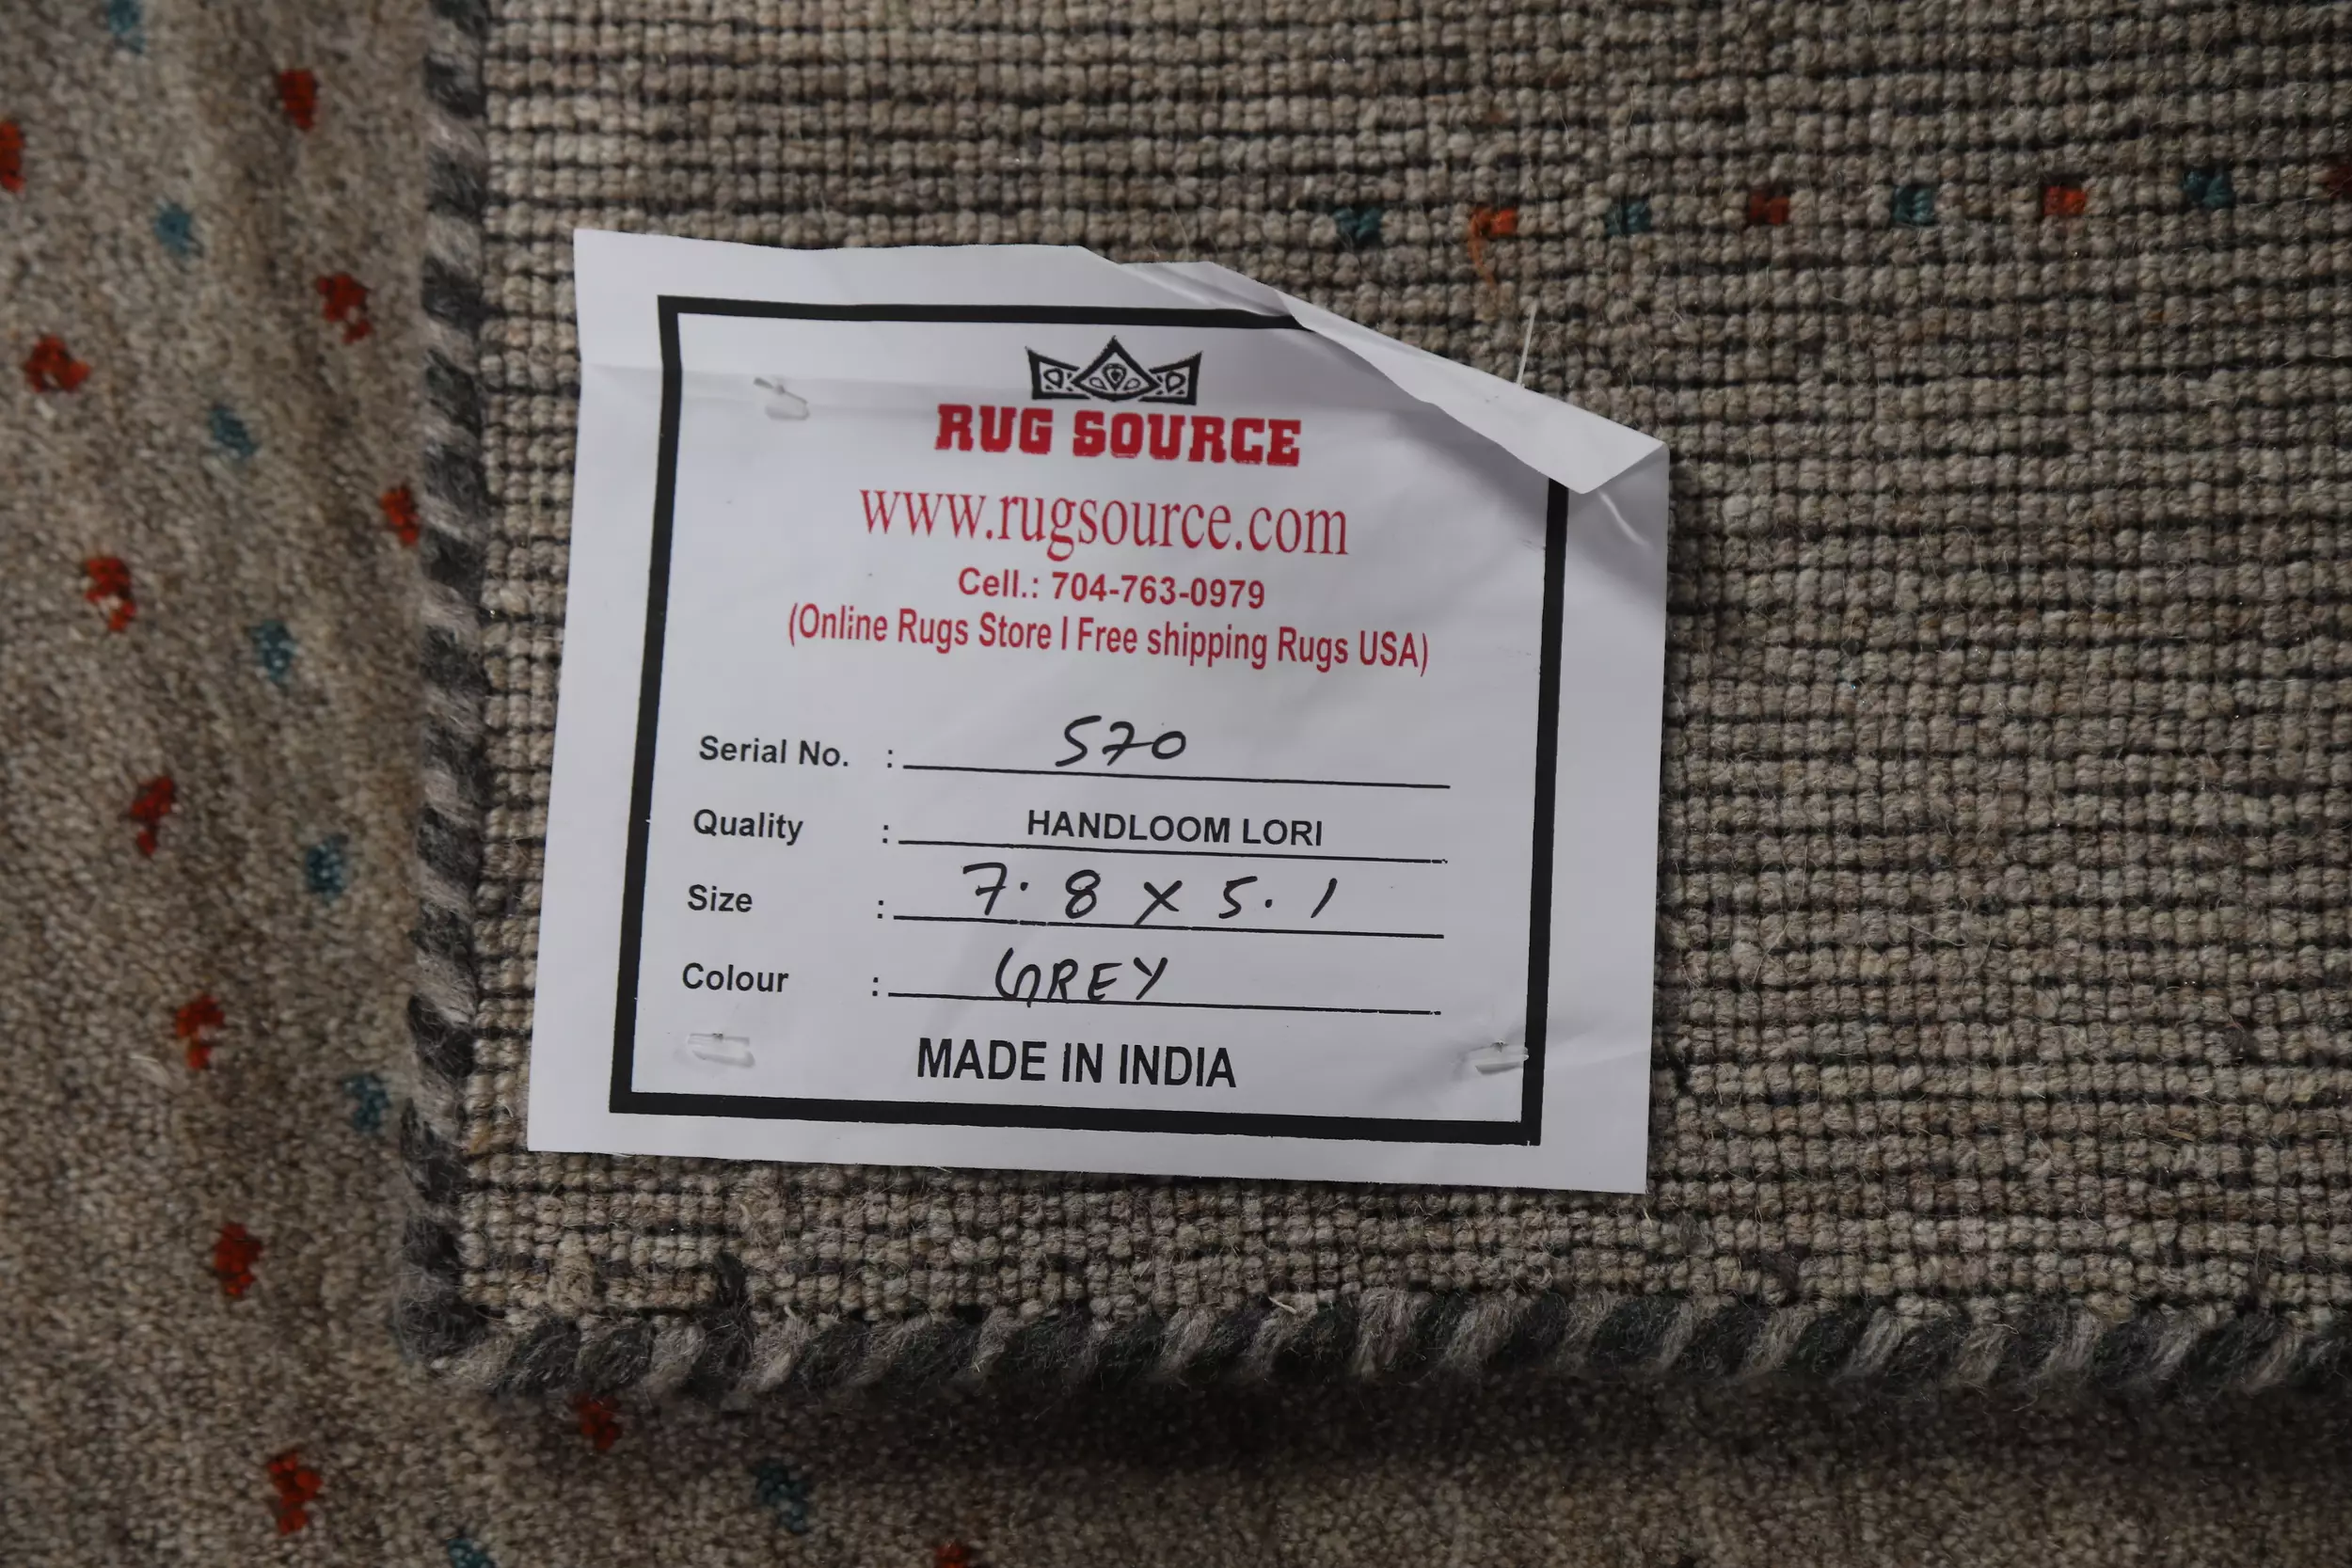 RUG SOURCE
www.rugsource.com
Cell.: 704-763-0979
(Online Rugs Store I Free shipping Rugs USA)
Serial No. : 570
Quality : HANDLOOM LORI
Size : 7.8 X 5.1
Colour : GREY
MADE IN INDIA